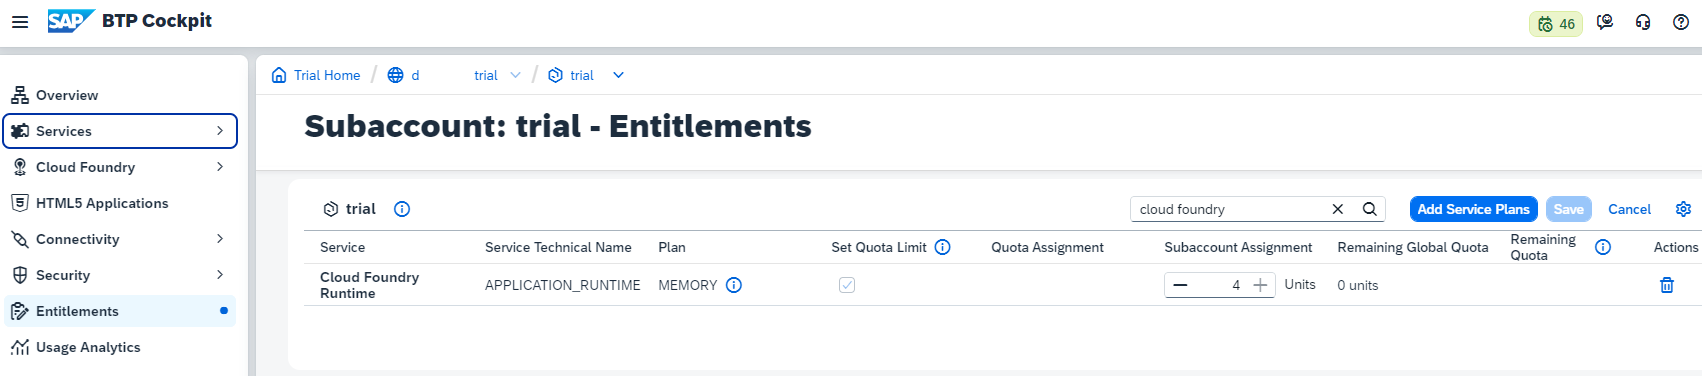 SAP BTP Cockpit
46
Overview
Services
Cloud Foundry
HTML5 Applications
Connectivity
Security
Entitlements
Usage Analytics
Trial Home / d trial / trial
Subaccount: trial - Entitlements
trial
cloud foundry
Add Service Plans
Save
Cancel
Service Service Technical Name Plan Set Quota Limit Quota Assignment Subaccount Assignment Remaining Global Quota Remaining Quota Actions
Cloud Foundry Runtime APPLICATION_RUNTIME MEMORY 4 Units 0 units